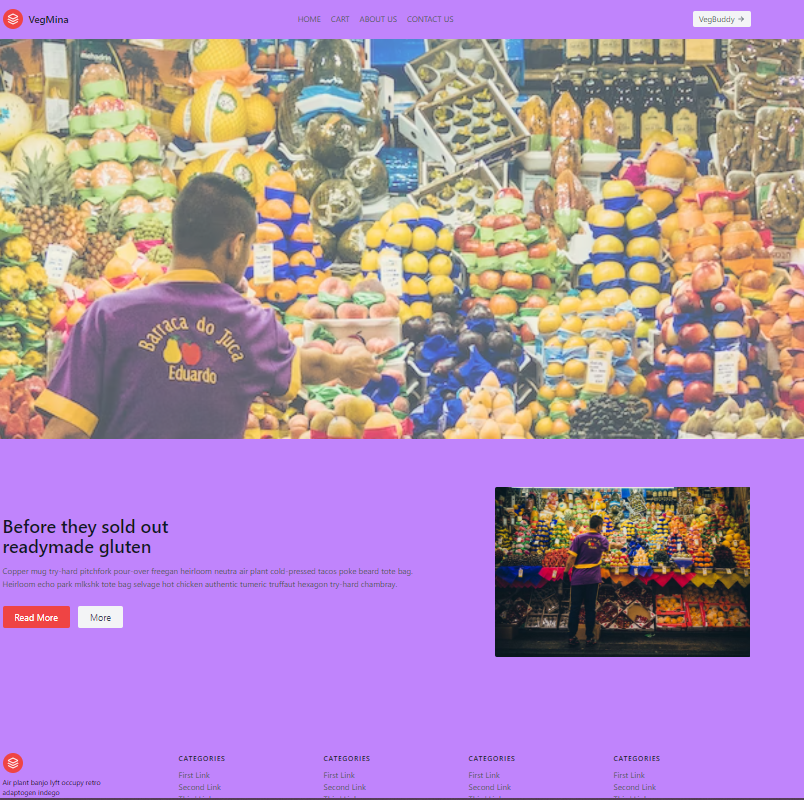 VegMina
HOME CART ABOUT US CONTACT US
VegBuddy →
Barraca do Juca
Eduardo
Before they sold out
readymade gluten
Copper mug try-hard pitchfork pour-over freegan heirloom neutra air plant cold-pressed tacos poke beard tote bag.
Heirloom echo park mlkshk tote bag selvage hot chicken authentic tumeric truffaut hexagon try-hard chambray.
Read More More
CATEGORIES CATEGORIES CATEGORIES CATEGORIES
First Link First Link First Link First Link
Second Link Second Link Second Link Second Link
Air plant banjo lyft occupy retro
adaptogen indego